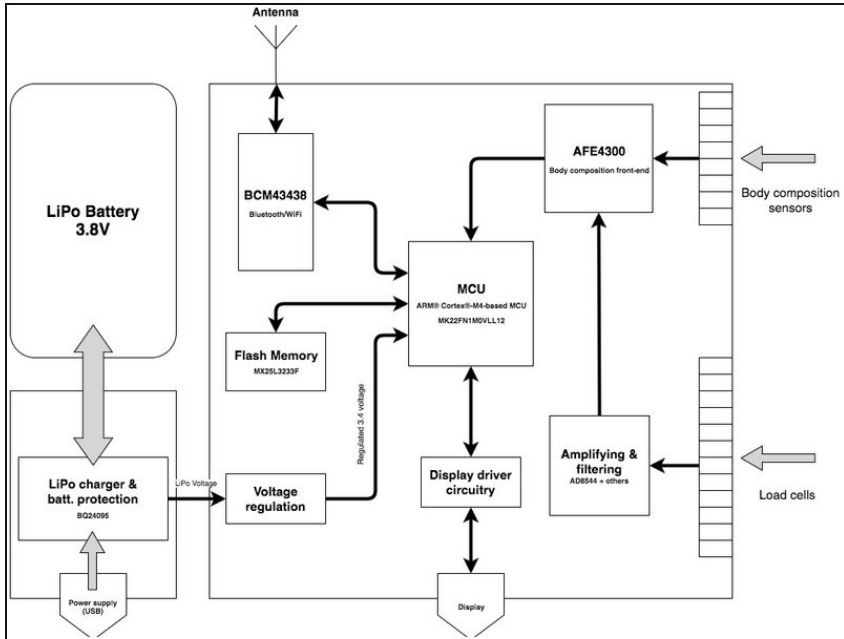 Antenna
LiPo Battery
3.8V
BCM43438
Bluetooth/WiFi
AFE4300
Body composition front-end
Body composition
sensors
MCU
ARM® Cortex®-M4-based MCU
MK22FN1M0VLL12
Flash Memory
MX25L3233F
Regulated 3.4 voltage
LiPo charger &
batt. protection
BQ24095
LiPo Voltage
Voltage
regulation
Display driver
circuitry
Amplifying &
filtering
AD8544 + others
Load cells
Power supply
(USB)
Display